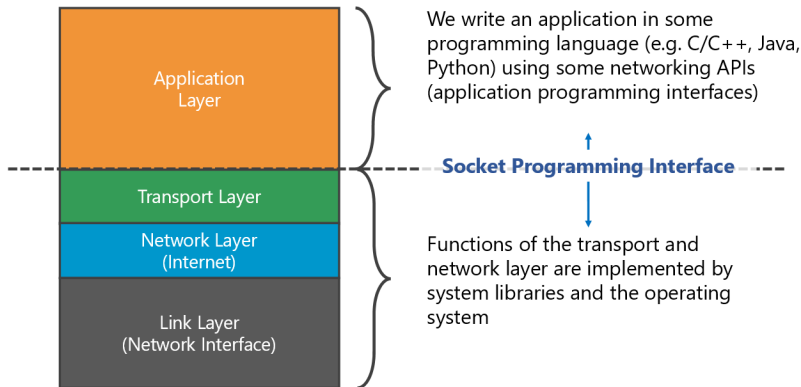 Application
Layer
We write an application in some
programming language (e.g. C/C++, Java,
Python) using some networking APIs
(application programming interfaces)
Socket Programming Interface
Transport Layer
Network Layer
(Internet)
Link Layer
(Network Interface)
Functions of the transport and
network layer are implemented by
system libraries and the operating
system